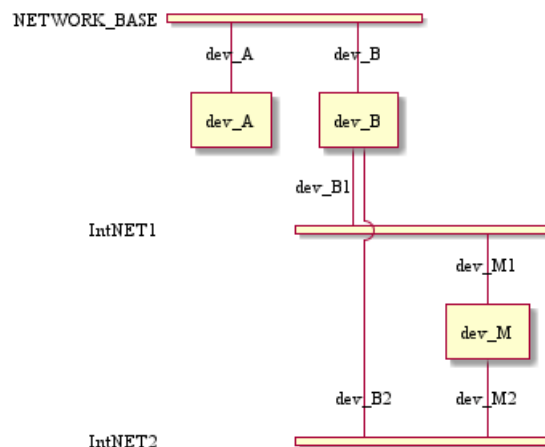 NETWORK_BASE
dev_A
dev_B
dev_A
dev_B
dev_B1
IntNET1
dev_M1
dev_M
dev_B2
dev_M2
IntNET2